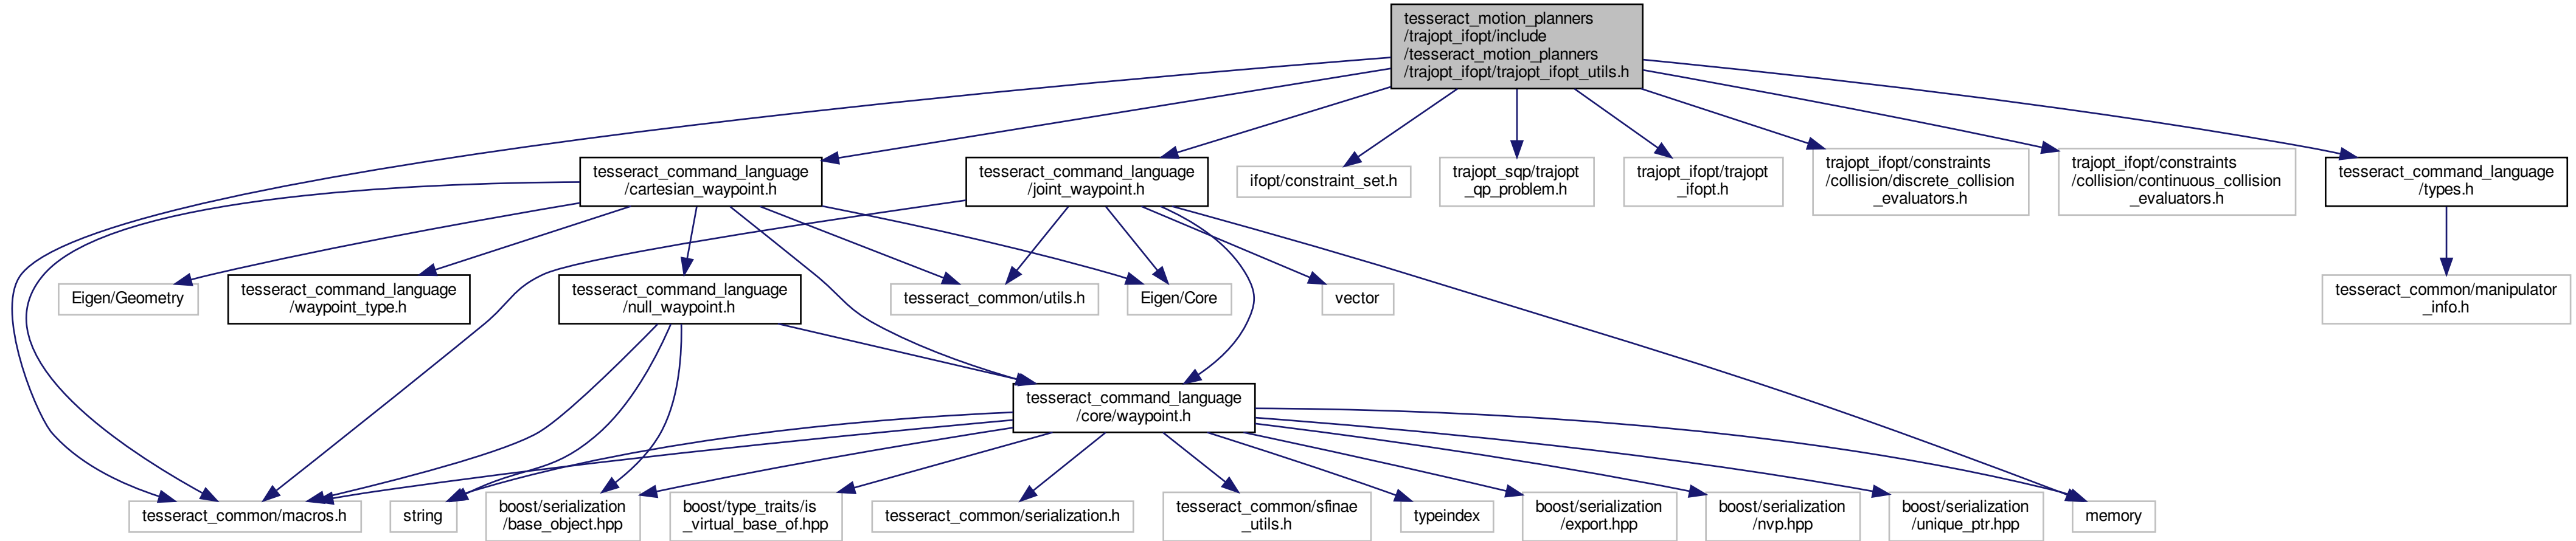 tesseract_motion_planners
/trajopt_ifopt/include
/tesseract_motion_planners
/trajopt_ifopt/trajopt_ifopt_utils.h
tesseract_command_language
/cartesian_waypoint.h
tesseract_command_language
/joint_waypoint.h
ifopt/constraint_set.h
trajopt_sqp/trajopt
_qp_problem.h
trajopt_ifopt/trajopt
_ifopt.h
trajopt_ifopt/constraints
/collision/discrete_collision
_evaluators.h
trajopt_ifopt/constraints
/collision/continuous_collision
_evaluators.h
tesseract_command_language
/types.h
Eigen/Geometry
tesseract_command_language
/waypoint_type.h
tesseract_command_language
/null_waypoint.h
tesseract_common/utils.h
Eigen/Core
vector
tesseract_common/manipulator
_info.h
tesseract_command_language
/core/waypoint.h
tesseract_common/macros.h
string
boost/serialization
/base_object.hpp
boost/type_traits/is
_virtual_base_of.hpp
tesseract_common/serialization.h
tesseract_common/sfinae
_utils.h
typeindex
boost/serialization
/export.hpp
boost/serialization
/nvp.hpp
boost/serialization
/unique_ptr.hpp
memory